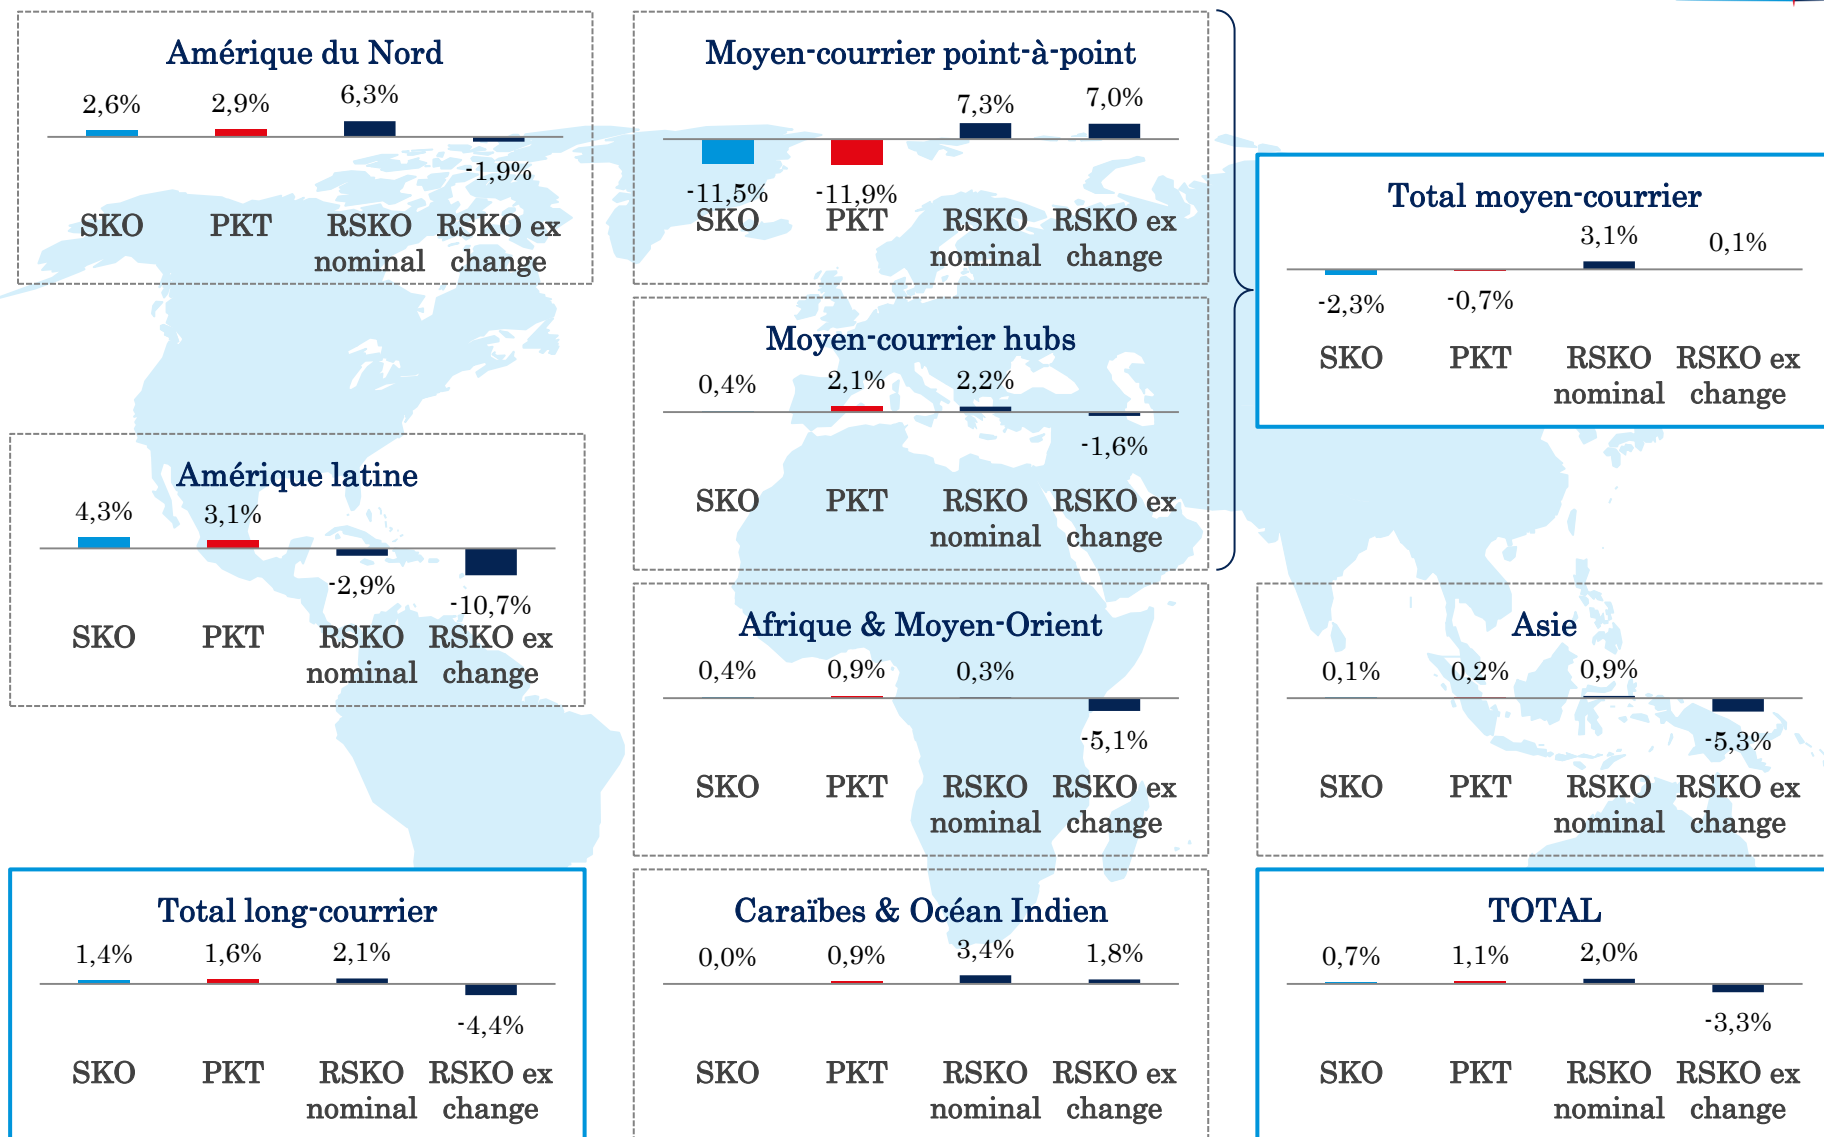 Amérique du Nord
2,6% 2,9% 6,3%
-1,9%
SKO PKT RSKO RSKO ex
nominal change
Moyen-courrier point-à-point
7,3% 7,0%
-11,5% -11,9%
SKO PKT RSKO RSKO ex
nominal change
Total moyen-courrier
3,1% 0,1%
-2,3% -0,7%
SKO PKT RSKO RSKO ex
nominal change
Moyen-courrier hubs
0,4% 2,1% 2,2%
-1,6%
SKO PKT RSKO RSKO ex
nominal change
Amérique latine
4,3% 3,1%
-2,9% -10,7%
SKO PKT RSKO RSKO ex
nominal change
Afrique & Moyen-Orient
0,4% 0,9% 0,3%
-5,1%
SKO PKT RSKO RSKO ex
nominal change
Asie
0,1% 0,2% 0,9%
-5,3%
SKO PKT RSKO RSKO ex
nominal change
Total long-courrier
1,4% 1,6% 2,1%
-4,4%
SKO PKT RSKO RSKO ex
nominal change
Caraïbes & Océan Indien
0,0% 0,9% 3,4% 1,8%
SKO PKT RSKO RSKO ex
nominal change
TOTAL
0,7% 1,1% 2,0%
-3,3%
SKO PKT RSKO RSKO ex
nominal change